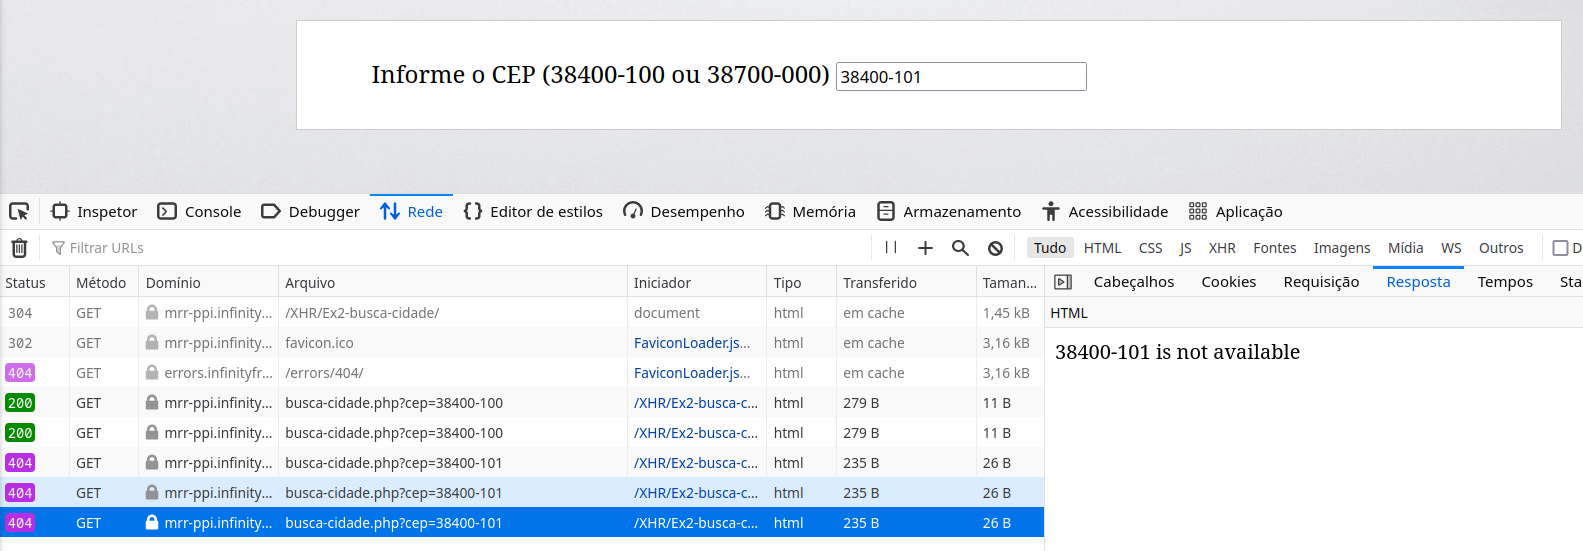 Informe o CEP (38400-100 ou 38700-000) 38400-101
Inspetor Console Debugger Rede Editor de estilos Desempenho Memória Armazenamento Acessibilidade Aplicação
Filtrar URLs Tudo HTML CSS JS XHR Fontes Imagens Mídia WS Outros D
Status Método Domínio Arquivo Iniciador Tipo Transferido Taman... Cabeçalhos Cookies Requisição Resposta Tempos Sta
304 GET mrr-ppi.infinity... /XHR/Ex2-busca-cidade/ document html em cache 1,45 kB HTML
302 GET mrr-ppi.infinity... favicon.ico FaviconLoader.js... html em cache 3,16 kB
38400-101 is not available
404 GET errors.infinityfr... /errors/404/ FaviconLoader.js... html em cache 3,16 kB
200 GET mrr-ppi.infinity... busca-cidade.php?cep=38400-100 /XHR/Ex2-busca-c... html 279 B 11 B
200 GET mrr-ppi.infinity... busca-cidade.php?cep=38400-100 /XHR/Ex2-busca-c... html 279 B 11 B
404 GET mrr-ppi.infinity... busca-cidade.php?cep=38400-101 /XHR/Ex2-busca-c... html 235 B 26 B
404 GET mrr-ppi.infinity... busca-cidade.php?cep=38400-101 /XHR/Ex2-busca-c... html 235 B 26 B
404 GET mrr-ppi.infinity... busca-cidade.php?cep=38400-101 /XHR/Ex2-busca-c... html 235 B 26 B